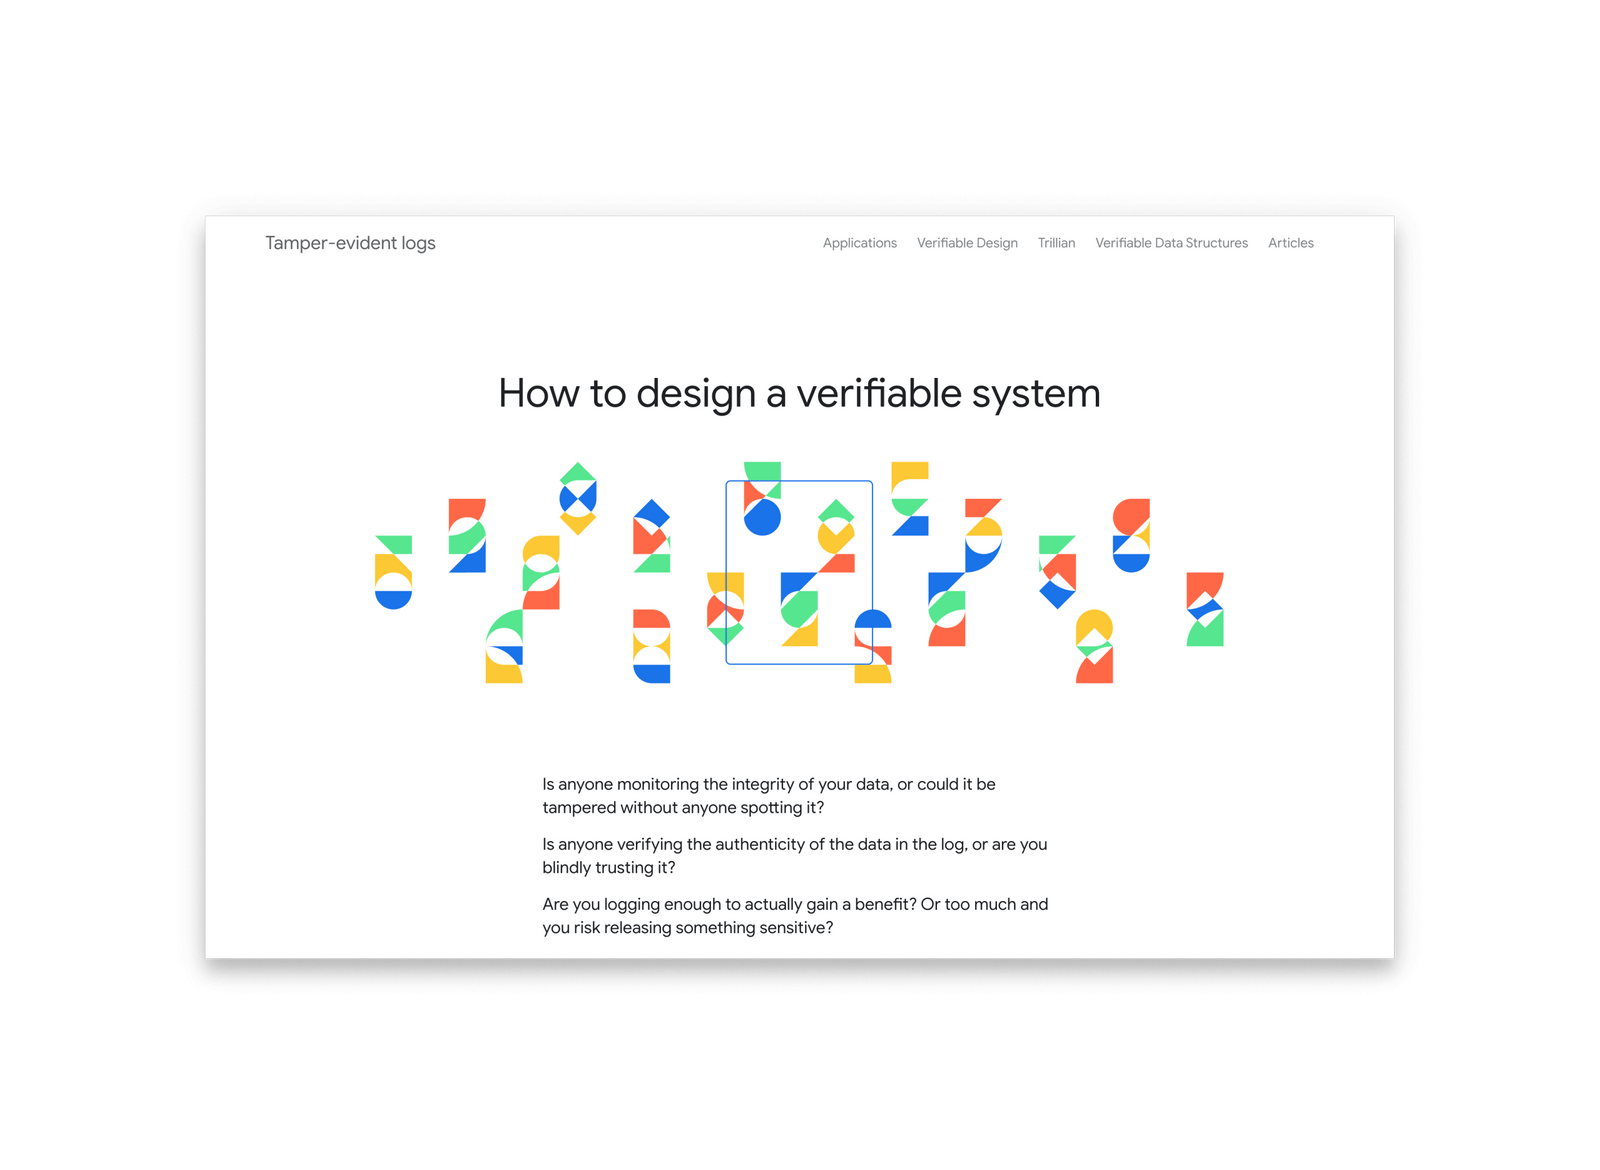 Tamper-evident logs
Applications Verifiable Design Trillian Verifiable Data Structures Articles
How to design a verifiable system
Is anyone monitoring the integrity of your data, or could it be
tampered without anyone spotting it?
Is anyone verifying the authenticity of the data in the log, or are you
blindly trusting it?
Are you logging enough to actually gain a benefit? Or too much and
you risk releasing something sensitive?